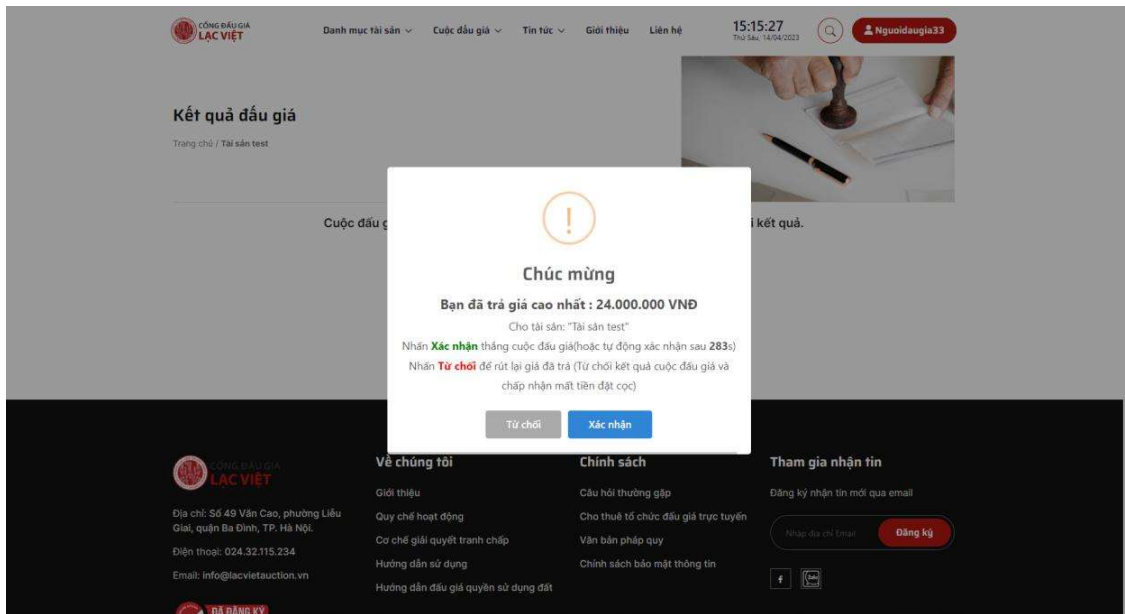 CỔNG ĐẤU GIÁ
LẠC VIỆT
Danh mục tài sản
Cuộc đấu giá
Tin tức
Giới thiệu
Liên hệ
15:15:27
Thứ Sáu, 14/04/2023
Nguoidaugia33
Kết quả đấu giá
Trang chủ / Tài sản test
Cuộc đấu g
i kết quả.
!
Chúc mừng
Bạn đã trả giá cao nhất : 24.000.000 VNĐ
Cho tài sản: "Tài sản test"
Nhấn Xác nhận thắng cuộc đấu giá(hoặc tự động xác nhận sau 283s)
Nhấn Từ chối để rút lại giá đã trả (Từ chối kết quả cuộc đấu giá và
chấp nhận mất tiền đặt cọc)
Từ chối
Xác nhận
CỔNG ĐẤU GIÁ
LẠC VIỆT
Địa chỉ: Số 49 Văn Cao, phường Liễu
Giai, quận Ba Đình, TP. Hà Nội.
Điện thoại: 024.32.115.234
Email: info@lacvietauction.vn
ĐÃ ĐĂNG KÝ
Về chúng tôi
Giới thiệu
Quy chế hoạt động
Cơ chế giải quyết tranh chấp
Hướng dẫn sử dụng
Hướng dẫn đấu giá quyền sử dụng đất
Chính sách
Câu hỏi thường gặp
Cho thuê tổ chức đấu giá trực tuyến
Văn bản pháp quy
Chính sách bảo mật thông tin
Tham gia nhận tin
Đăng ký nhận tin mới qua email
Nhập địa chỉ Email
Đăng ký
f
Zalo